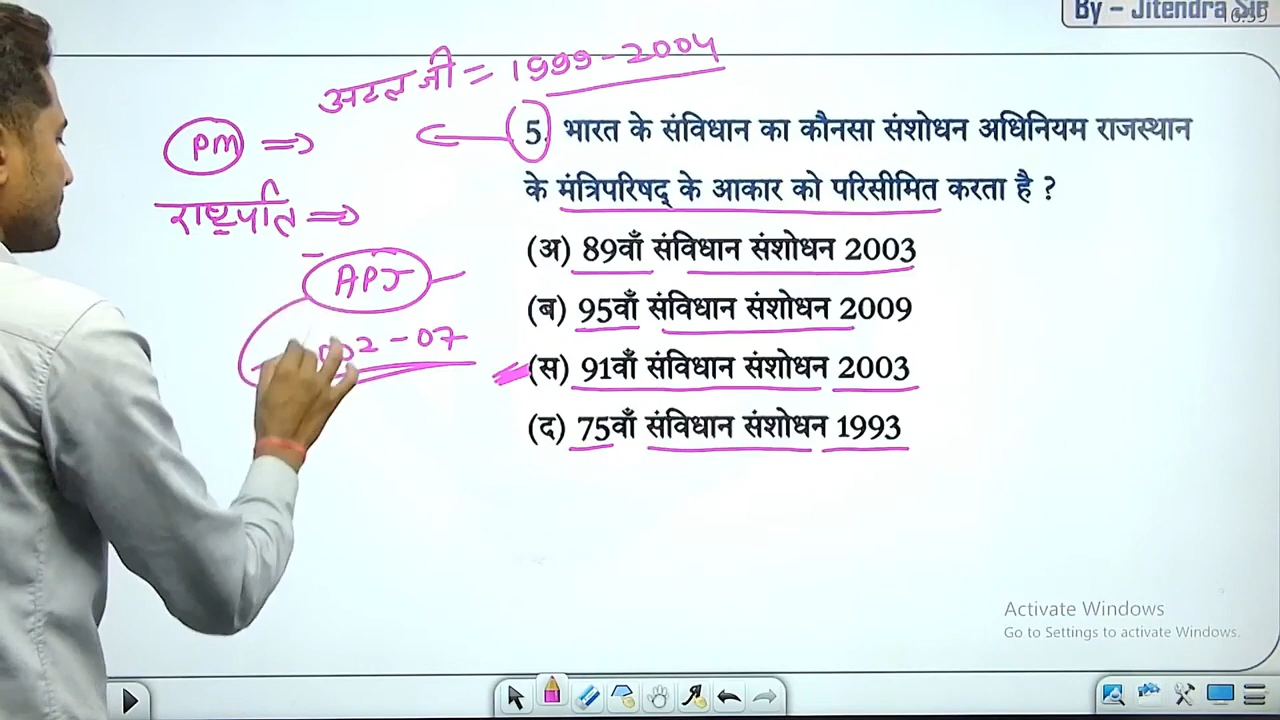 By – Jitendra Sir
अटल जी = 1999-2004
PM ⇒
राष्ट्रपति ⇒
APJ
002-07
5. भारत के संविधान का कौनसा संशोधन अधिनियम राजस्थान
के मंत्रिपरिषद् के आकार को परिसीमित करता है ?
(अ) 89वाँ संविधान संशोधन 2003
(ब) 95वाँ संविधान संशोधन 2009
(स) 91वाँ संविधान संशोधन 2003
(द) 75वाँ संविधान संशोधन 1993
Activate Windows
Go to Settings to activate Windows.